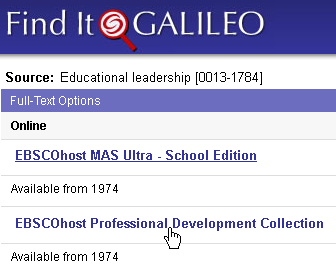 Find It GALILEO
Source: Educational leadership [0013-1784]
Full-Text Options
Online
EBSCOhost MAS Ultra - School Edition
Available from 1974
EBSCOhost Professional Development Collection
Available from 1974